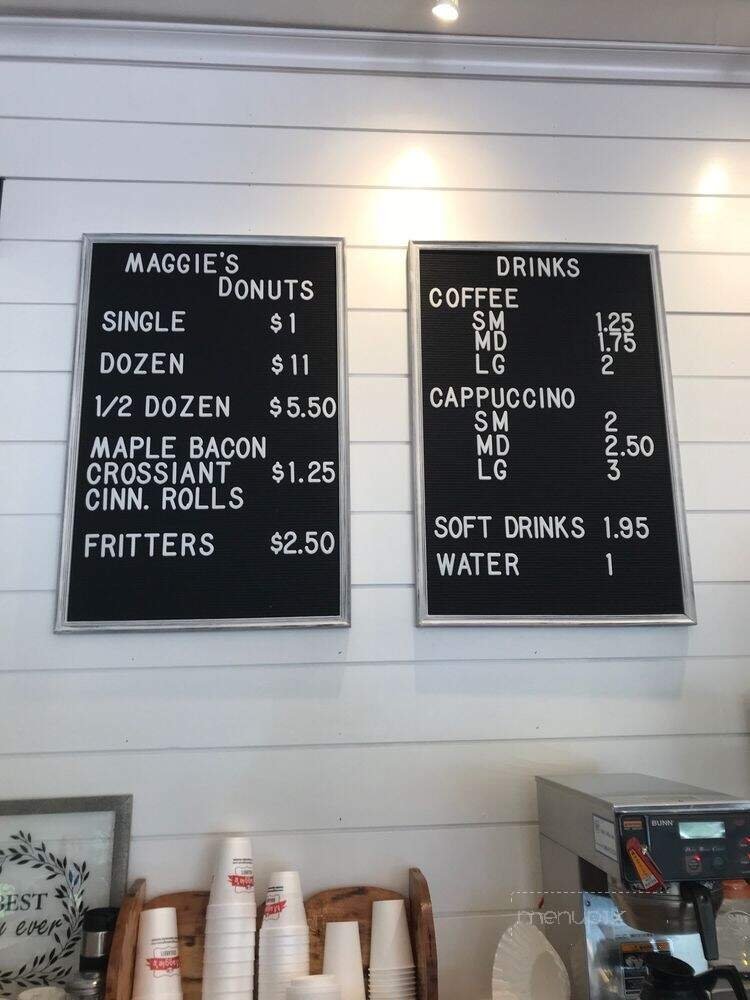 MAGGIE'S
DONUTS
SINGLE $1
DOZEN $11
1/2 DOZEN $5.50
MAPLE BACON
CROSSIANT $1.25
CINN. ROLLS
FRITTERS $2.50
DRINKS
COFFEE
SM 1.25
MD 1.75
LG 2
CAPPUCCINO
SM 2
MD 2.50
LG 3
SOFT DRINKS 1.95
WATER 1
BEST
ever
BUNN
menupix